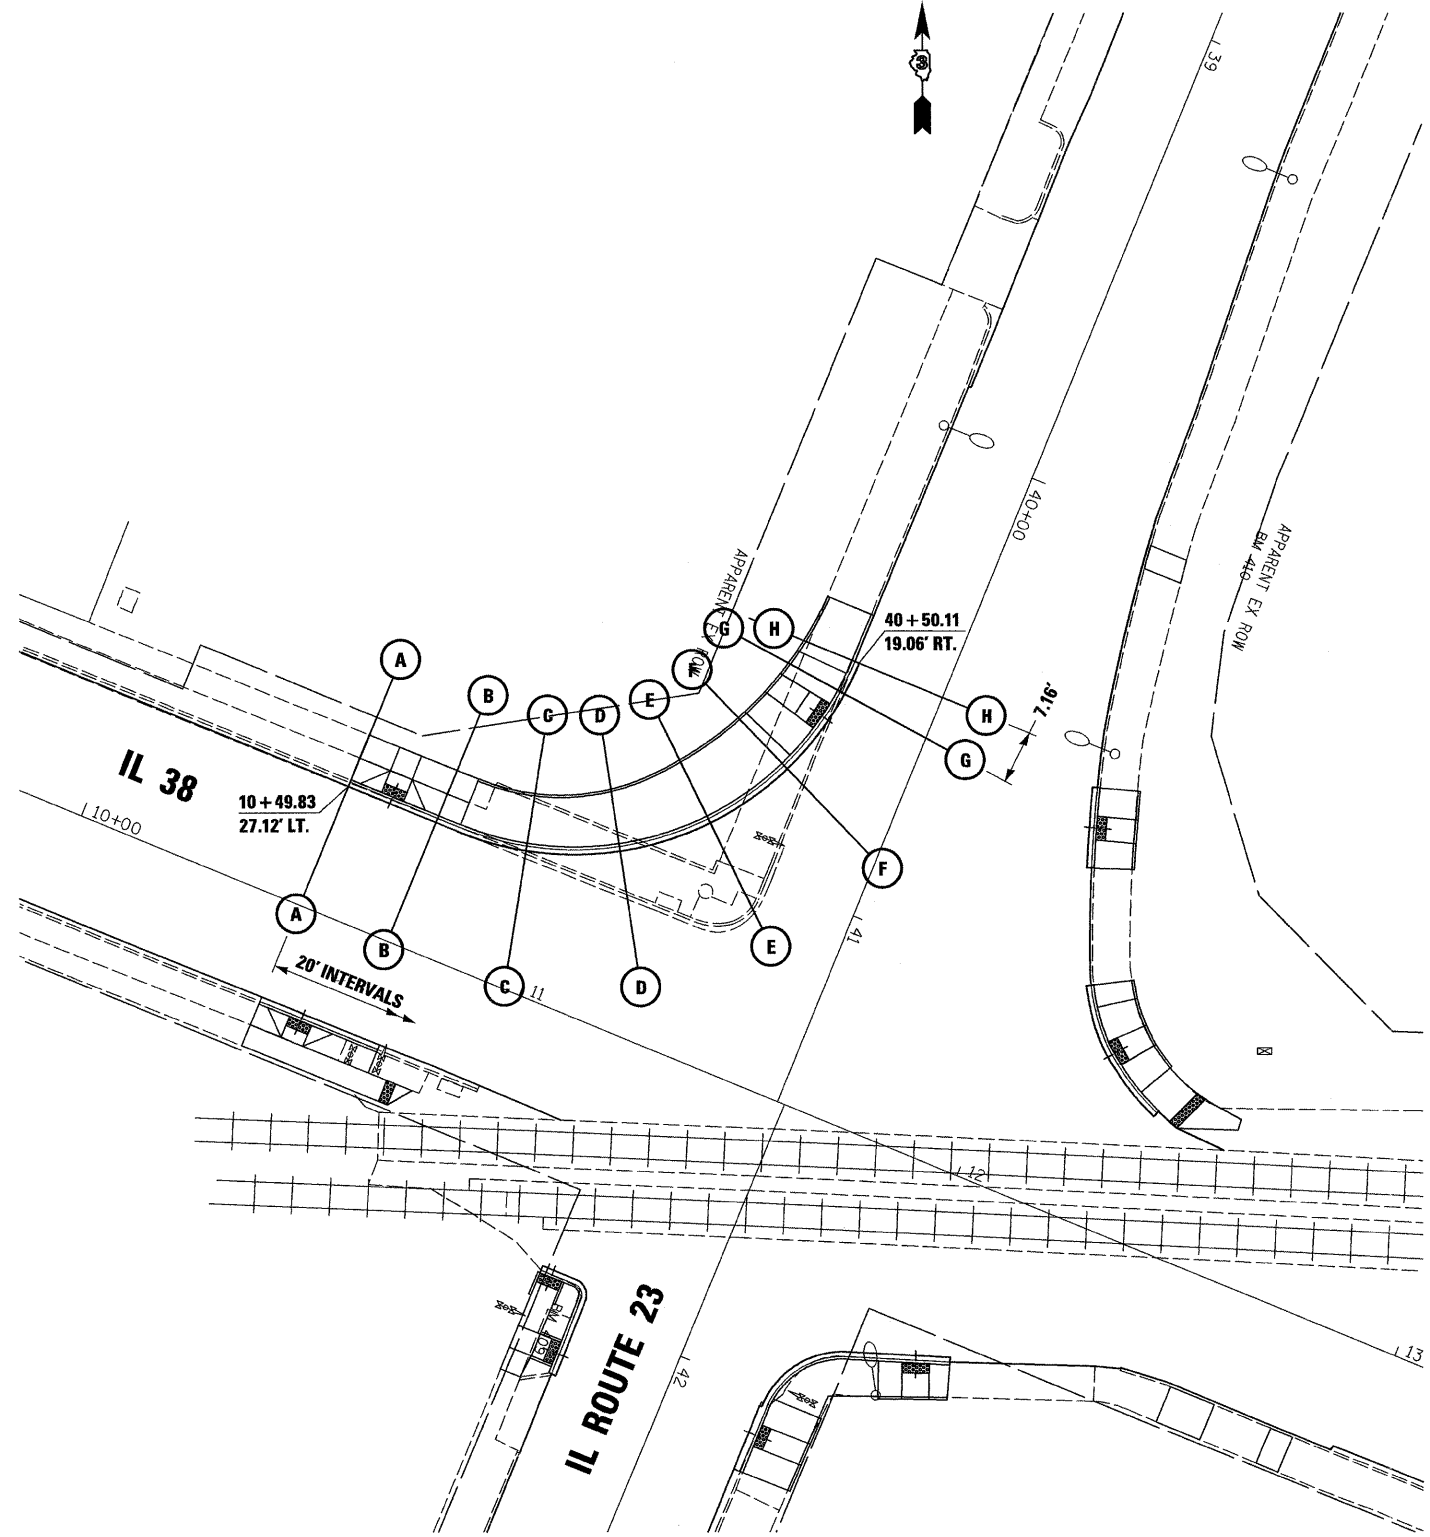 3
39
40+00
APPARENT EX ROW
BM 410
APPARENT EX ROW
G
H
40 + 50.11
19.06' RT.
A
B
C
D
E
H
7.16'
G
IL 38
10 + 49.83
27.12' LT.
10+00
F
41
A
B
E
C
D
11
20' INTERVALS
12
BM 409
IL ROUTE 23
42
13